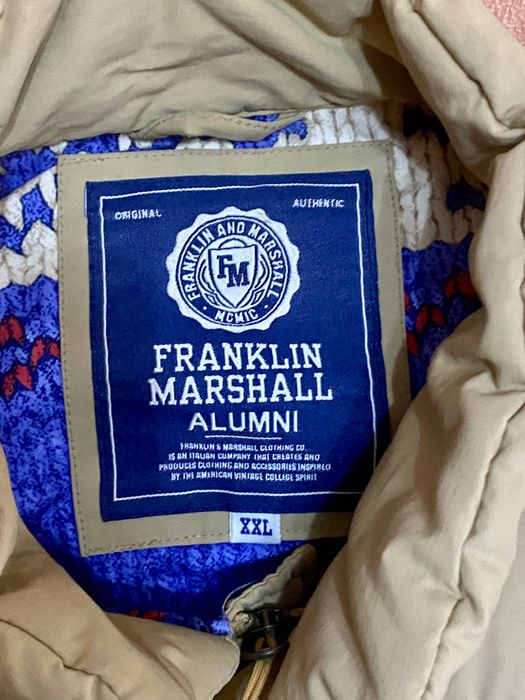 ORIGINAL
AUTHENTIC
FRANKLIN AND MARSHALL
FM
MCMIC
FRANKLIN
MARSHALL
ALUMNI
FRANKLIN & MARSHALL CLOTHING CO.
IS AN ITALIAN COMPANY THAT CREATES AND
PRODUCES CLOTHING AND ACCESSORIES INSPIRED
BY THE AMERICAN VINTAGE COLLEGE SPIRIT
XXL